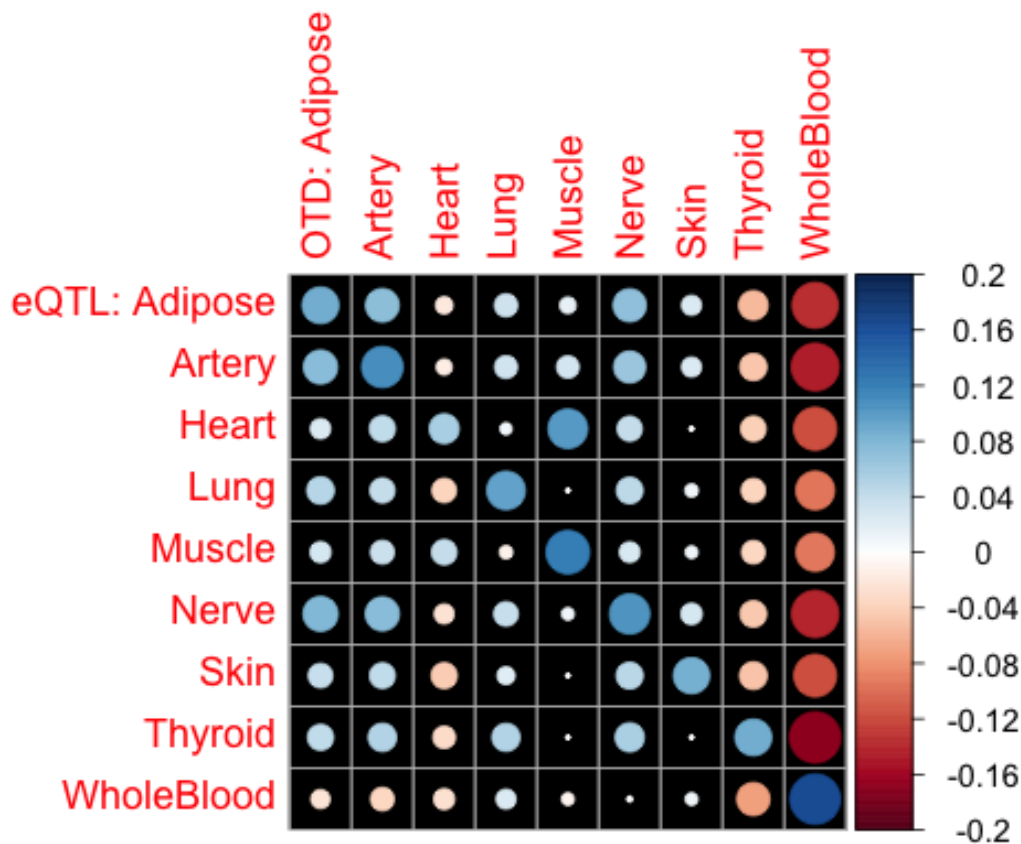 OTD: Adipose
Artery
Heart
Lung
Muscle
Nerve
Skin
Thyroid
WholeBlood
eQTL: Adipose
Artery
Heart
Lung
Muscle
Nerve
Skin
Thyroid
WholeBlood
0.2
0.16
0.12
0.08
0.04
0
-0.04
-0.08
-0.12
-0.16
-0.2